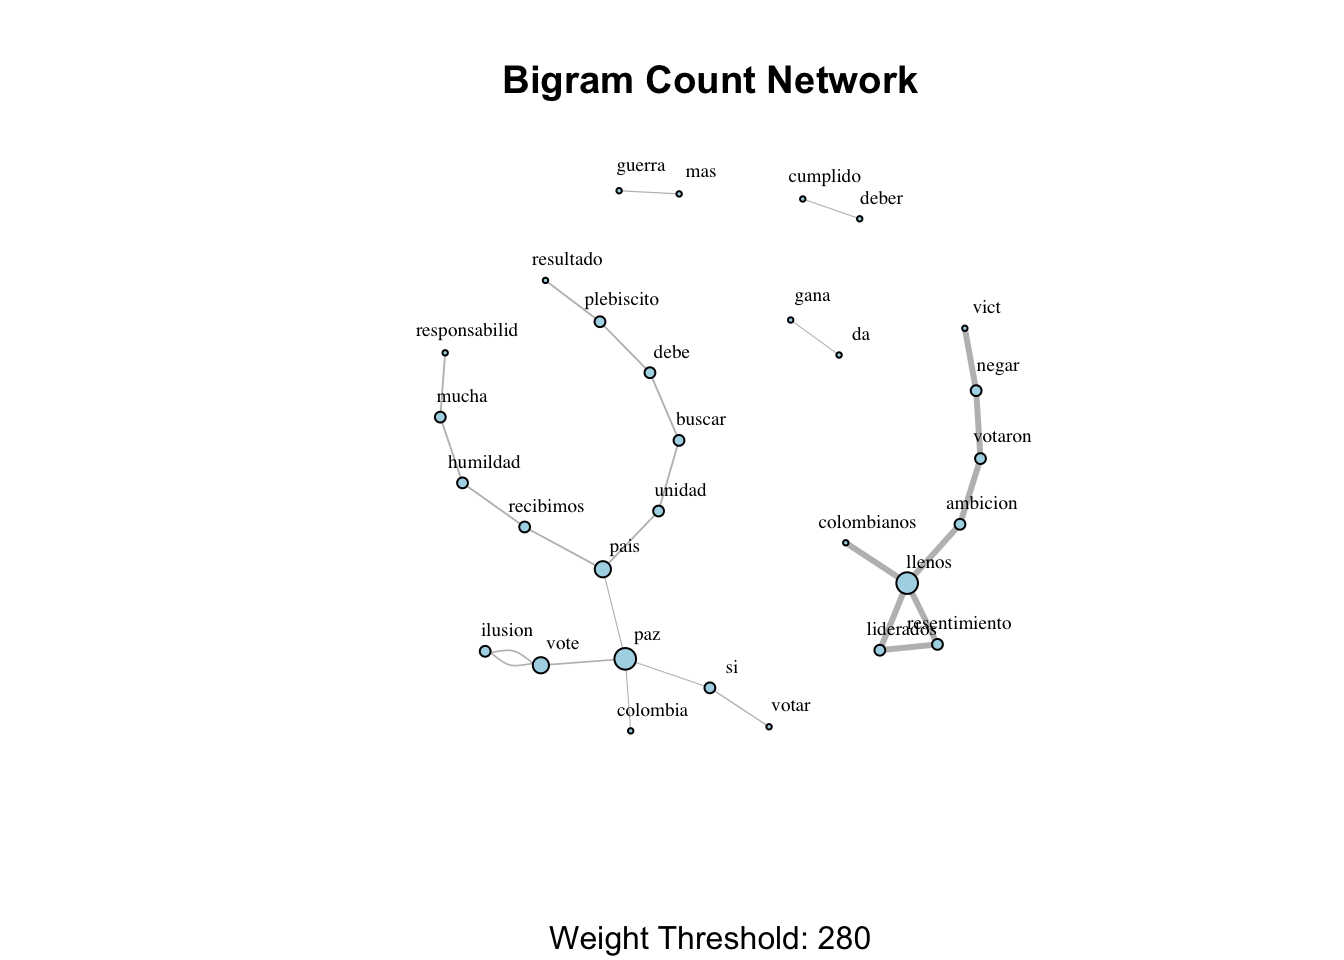 Bigram Count Network
guerra
mas
cumplido
deber
resultado
plebiscito
gana
vict
responsabilid
da
debe
negar
mucha
buscar
votaron
humildad
unidad
ambicion
recibimos
colombianos
pais
llenos
ilusion
vote
paz
liderados
resentimiento
si
colombia
votar
Weight Threshold: 280